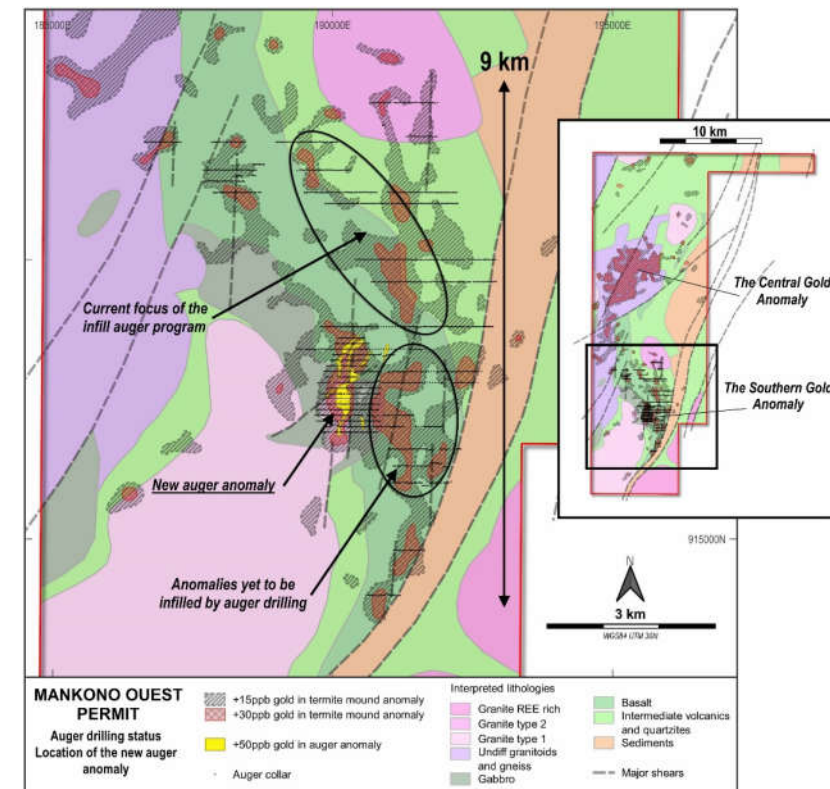 185000E
190000E
195000E
9 km
10 km
Current focus of the
infill auger program
The Central Gold
Anomaly
The Southern Gold
Anomaly
New auger anomaly
Anomalies yet to be
infilled by auger drilling
915000N
N
3 km
MANKONO OUEST
PERMIT
Auger drilling status
Location of the new auger
anomaly
+15ppb gold in termite mound anomaly
+30ppb gold in termite mound anomaly
+50ppb gold in auger anomaly
Auger collar
Interpreted lithologies
Granite REE rich
Granite type 2
Granite type 1
Undiff granitoids
and gneiss
Gabbro
Basalt
Intermediate volcanics
and quartzites
Sediments
Major shears